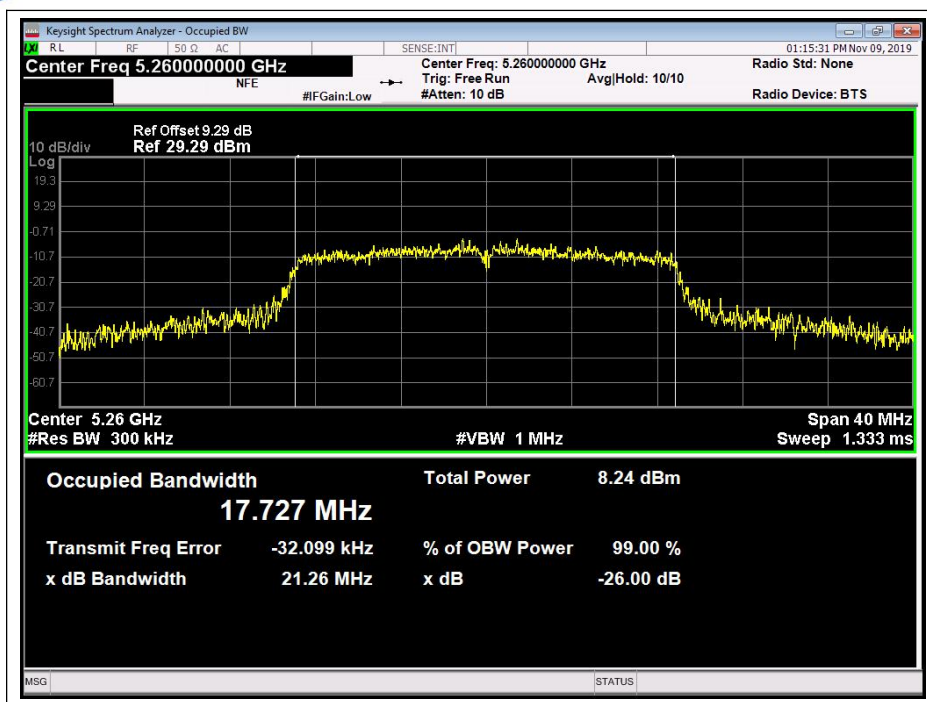 Keysight Spectrum Analyzer - Occupied BW
LXI RL RF 50 Ω AC SENSE:INT 01:15:31 PM Nov 09, 2019
Center Freq 5.260000000 GHz Center Freq: 5.260000000 GHz Radio Std: None
NFE Trig: Free Run Avg|Hold: 10/10
#IFGain:Low #Atten: 10 dB Radio Device: BTS
Ref Offset 9.29 dB
10 dB/div Ref 29.29 dBm
Log
19.3
9.29
-0.71
-10.7
-20.7
-30.7
-40.7
-50.7
-60.7
Center 5.26 GHz Span 40 MHz
#Res BW 300 kHz #VBW 1 MHz Sweep 1.333 ms
Occupied Bandwidth Total Power 8.24 dBm
17.727 MHz
Transmit Freq Error -32.099 kHz % of OBW Power 99.00 %
x dB Bandwidth 21.26 MHz x dB -26.00 dB
MSG STATUS